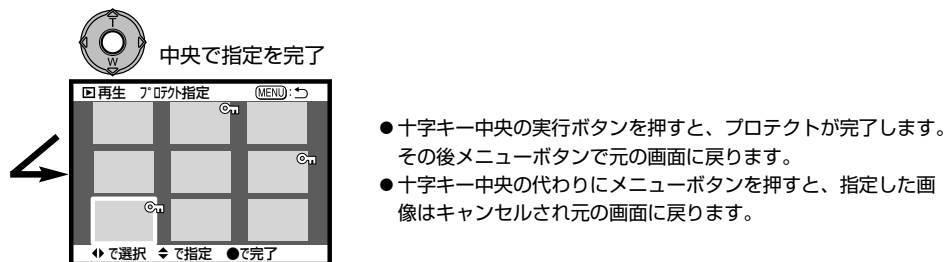 T
W
中央で指定を完了
再生 プロテクト指定 MENU:
で選択 で指定 ●で完了
●十字キー中央の実行ボタンを押すと、プロテクトが完了します。
その後メニューボタンで元の画面に戻ります。
●十字キー中央の代わりにメニューボタンを押すと、指定した画
像はキャンセルされ元の画面に戻ります。